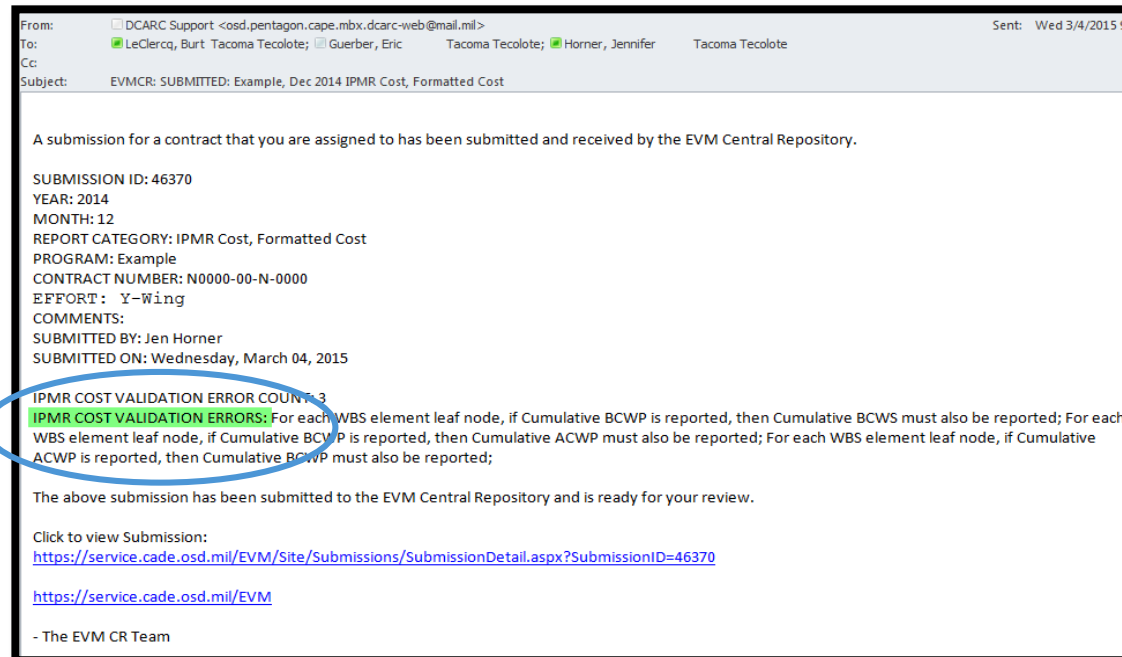 From: DCARC Support <osd.pentagon.cape.mbx.dcarc-web@mail.mil> Sent: Wed 3/4/2015
To: LeClercq, Burt Tacoma Tecolote; Guerber, Eric Tacoma Tecolote; Horner, Jennifer Tacoma Tecolote
Cc:
Subject: EVMCR: SUBMITTED: Example, Dec 2014 IPMR Cost, Formatted Cost
A submission for a contract that you are assigned to has been submitted and received by the EVM Central Repository.
SUBMISSION ID: 46370
YEAR: 2014
MONTH: 12
REPORT CATEGORY: IPMR Cost, Formatted Cost
PROGRAM: Example
CONTRACT NUMBER: N0000-00-N-0000
EFFORT: Y-Wing
COMMENTS:
SUBMITTED BY: Jen Horner
SUBMITTED ON: Wednesday, March 04, 2015
IPMR COST VALIDATION ERROR COUNT: 3
IPMR COST VALIDATION ERRORS: For each WBS element leaf node, if Cumulative BCWP is reported, then Cumulative BCWS must also be reported; For each
WBS element leaf node, if Cumulative BCWP is reported, then Cumulative ACWP must also be reported; For each WBS element leaf node, if Cumulative
ACWP is reported, then Cumulative BCWP must also be reported;
The above submission has been submitted to the EVM Central Repository and is ready for your review.
Click to view Submission:
https://service.cade.osd.mil/EVM/Site/Submissions/SubmissionDetail.aspx?SubmissionID=46370
https://service.cade.osd.mil/EVM
- The EVM CR Team